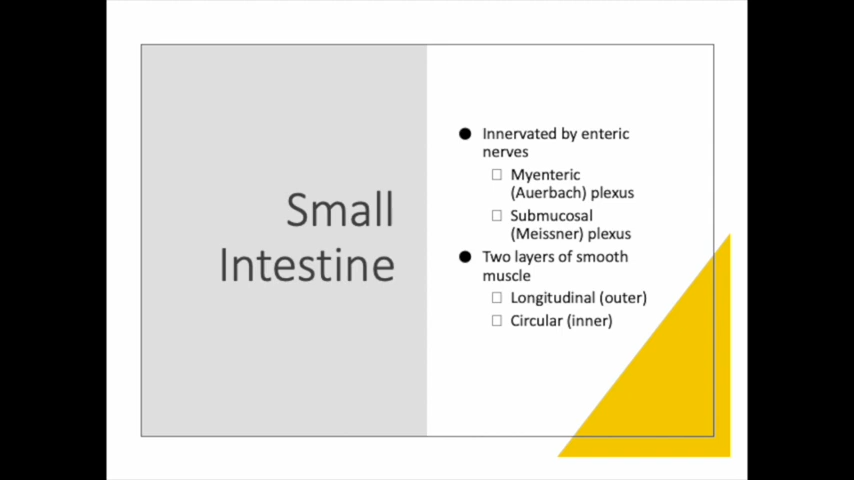 Small
Intestine
● Innervated by enteric
nerves
□ Myenteric
(Auerbach) plexus
□ Submucosal
(Meissner) plexus
● Two layers of smooth
muscle
□ Longitudinal (outer)
□ Circular (inner)